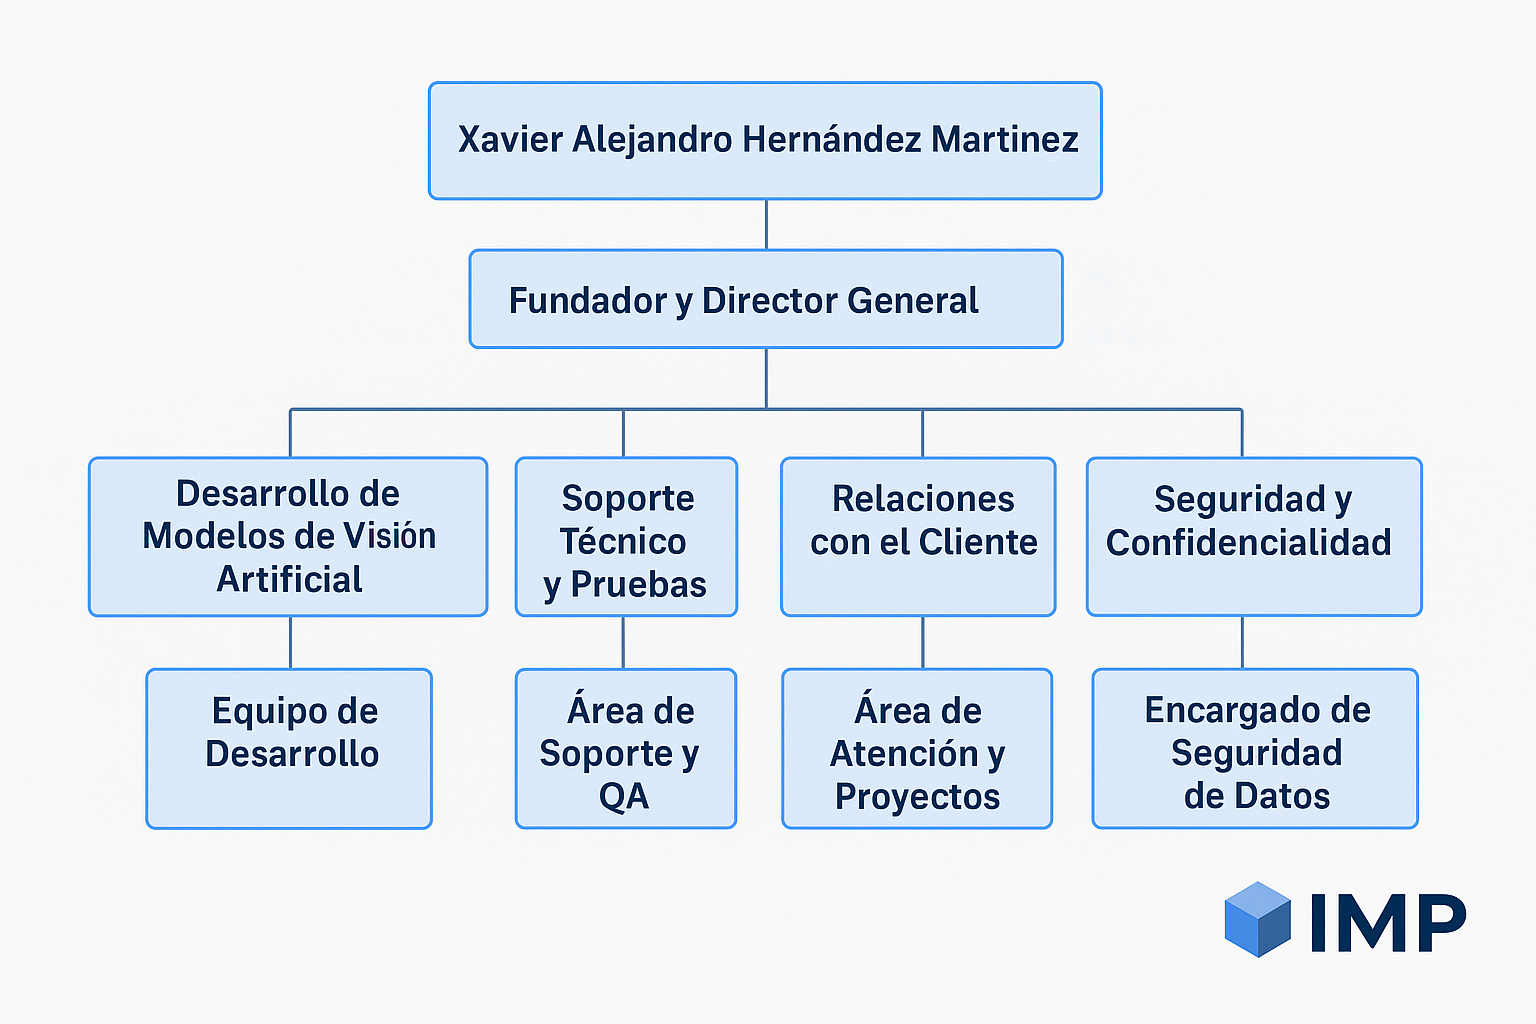 Xavier Alejandro Hernández Martinez
Fundador y Director General
Desarrollo de
Modelos de Visión
Artificial
Soporte
Técnico
y Pruebas
Relaciones
con el Cliente
Seguridad y
Confidencialidad
Equipo de
Desarrollo
Área de
Soporte y
QA
Área de
Atención y
Proyectos
Encargado de
Seguridad
de Datos
IMP